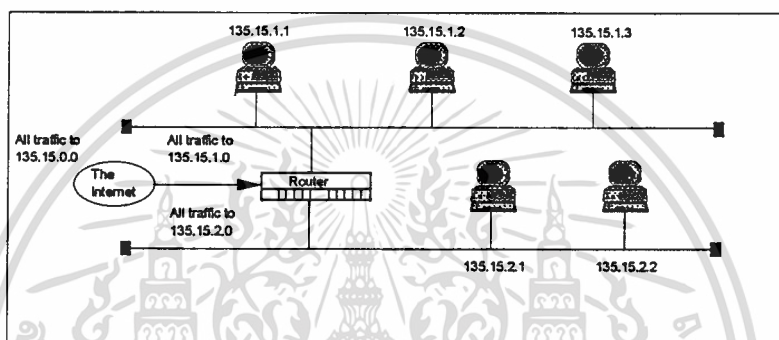 135.15.1.1
135.15.1.2
135.15.1.3
All traffic to
135.15.0.0
All traffic to
135.15.1.0
The
Internet
Router
All traffic to
135.15.2.0
135.15.2.1
135.15.2.2